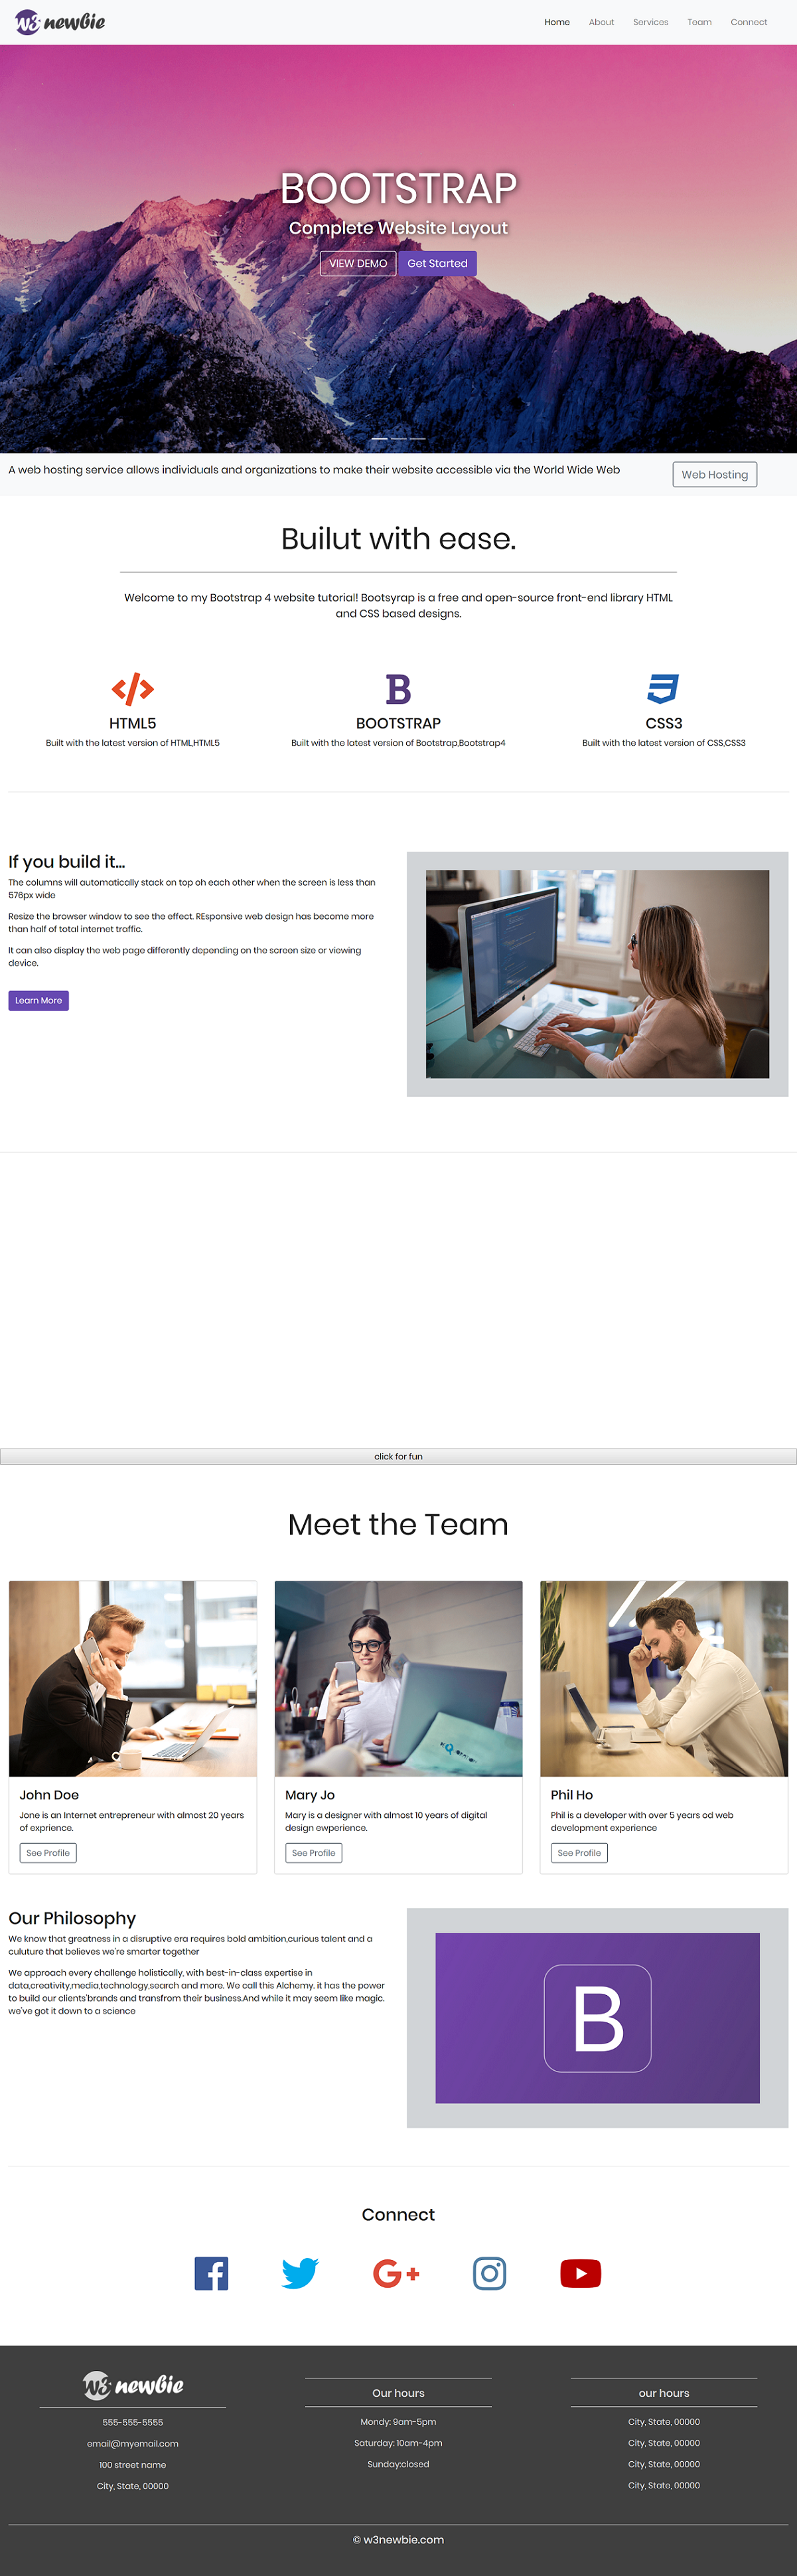 W3 newbie
Home About Services Team Connect
BOOTSTRAP
Complete Website Layout
VIEW DEMO Get Started
A web hosting service allows individuals and organizations to make their website accessible via the World Wide Web
Web Hosting
Builut with ease.
Welcome to my Bootstrap 4 website tutorial! Bootsyrap is a free and open-source front-end library HTML
and CSS based designs.
HTML5
Built with the latest version of HTML,HTML5
B
BOOTSTRAP
Built with the latest version of Bootstrap,Bootstrap4
CSS3
Built with the latest version of CSS,CSS3
If you build it...
The columns will automatically stack on top oh each other when the screen is less than
576px wide
Resize the browser window to see the effect. REsponsive web design has become more
than half of total internet traffic.
It can also display the web page differently depending on the screen size or viewing
device.
Learn More
click for fun
Meet the Team
John Doe
Jone is an Internet entrepreneur with almost 20 years
of exprience.
See Profile
Mary Jo
Mary is a designer with almost 10 years of digital
design ewperience.
See Profile
Phil Ho
Phil is a developer with over 5 years od web
development experience
See Profile
Our Philosophy
We know that greatness in a disruptive era requires bold ambition,curious talent and a
culuture that believes we're smarter together
We approach every challenge holistically, with best-in-class expertise in
data,creativity,media,technology,search and more. We call this Alchemy. it has the power
to build our clients'brands and transfrom their business.And while it may seem like magic.
we've got it down to a science
B
Connect
G+
W3 newbie
555-555-5555
email@myemail.com
100 street name
City, State, 00000
Our hours
Mondy: 9am-5pm
Saturday: 10am-4pm
Sunday:closed
our hours
City, State, 00000
City, State, 00000
City, State, 00000
City, State, 00000
© w3newbie.com